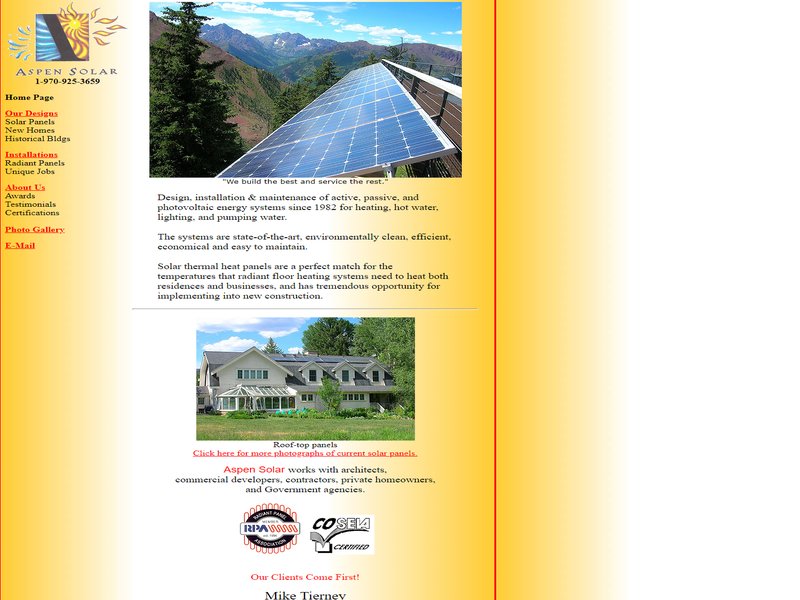 ASPEN SOLAR
1-970-925-3659
Home Page
Our Designs
Solar Panels
New Homes
Historical Bldgs
Installations
Radiant Panels
Unique Jobs
About Us
Awards
Testimonials
Certifications
Photo Gallery
E-Mail
"We build the best and service the rest."
Design, installation & maintenance of active, passive, and
photovoltaic energy systems since 1982 for heating, hot water,
lighting, and pumping water.
The systems are state-of-the-art, environmentally clean, efficient,
economical and easy to maintain.
Solar thermal heat panels are a perfect match for the
temperatures that radiant floor heating systems need to heat both
residences and businesses, and has tremendous opportunity for
implementing into new construction.
Roof-top panels
Click here for more photographs of current solar panels.
Aspen Solar works with architects,
commercial developers, contractors, private homeowners,
and Government agencies.
RADIANT PANEL
MEMBER
RPA
ASSOCIATION
COSEIA
CERTIFIED
Our Clients Come First!
Mike Tierney